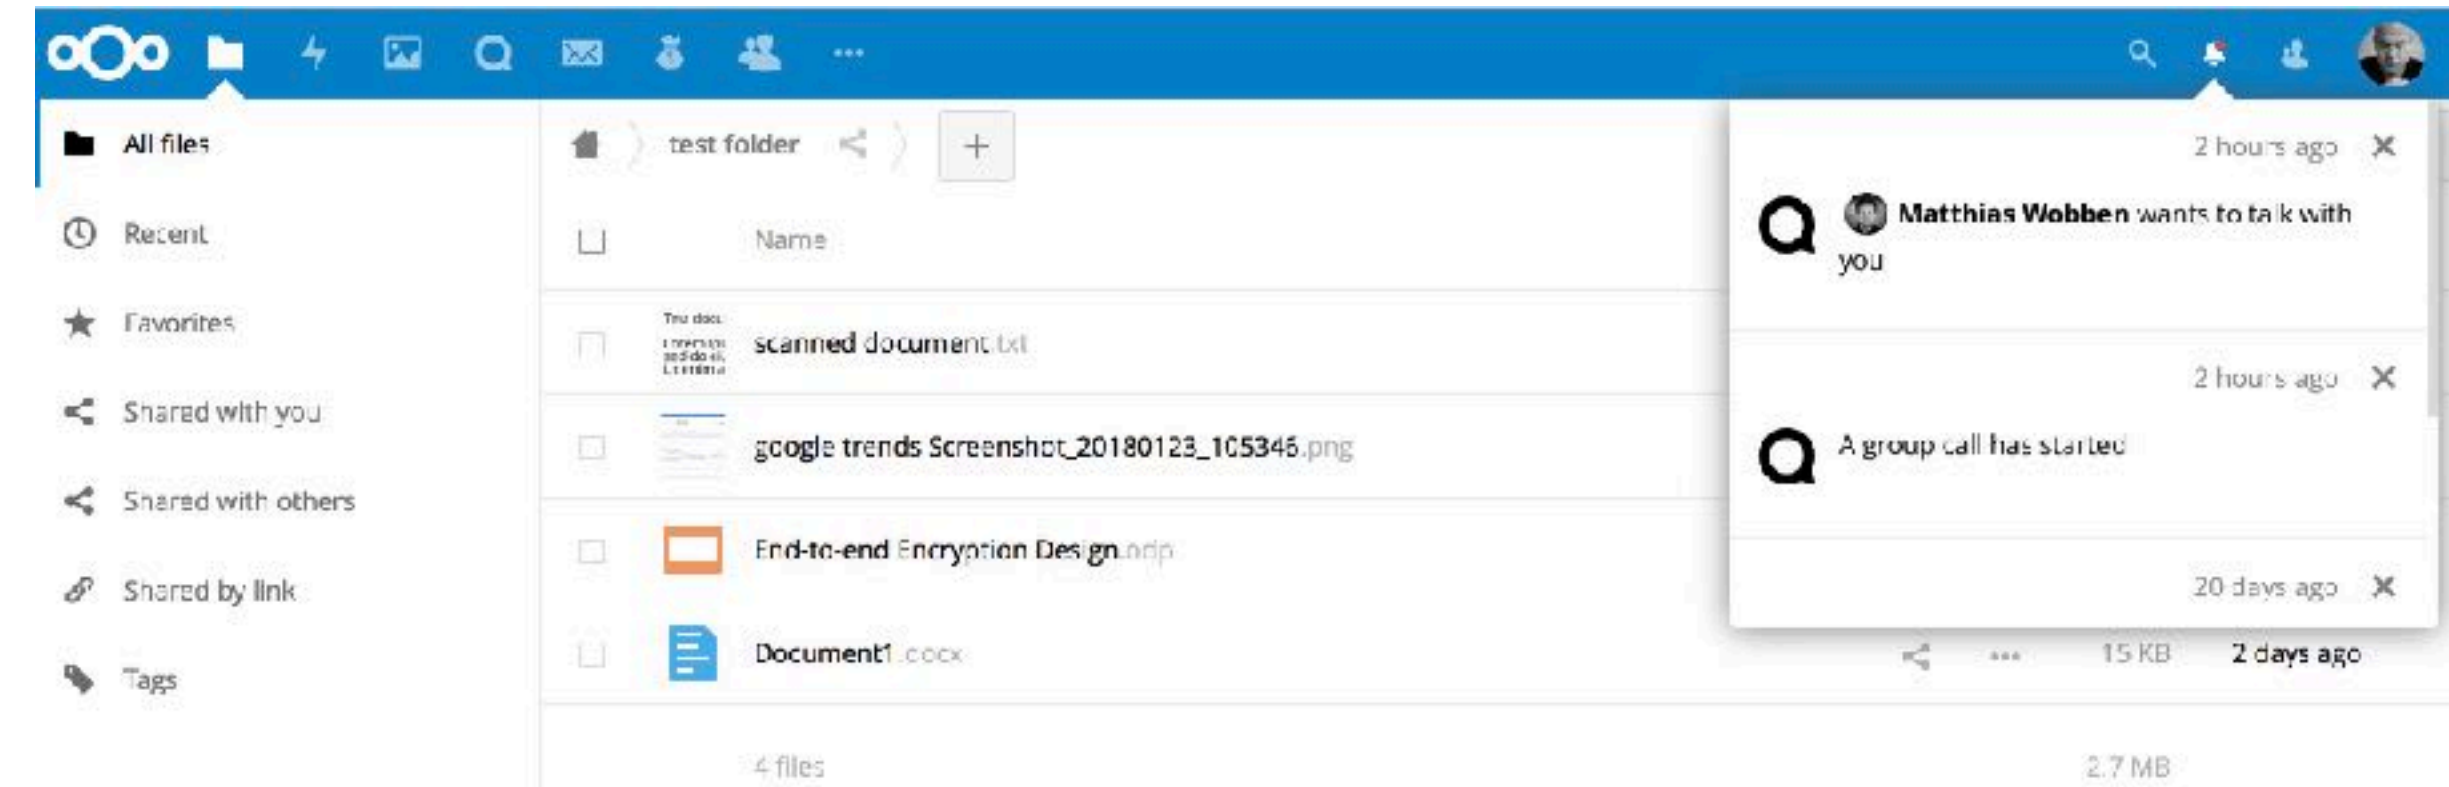 All files
Recent
Favorites
Shared with you
Shared with others
Shared by link
Tags
test folder
+
Name
scanned document.txt
google trends Screenshot_20180123_105346.png
End-to-end Encryption Design.odp
Document1.docx
15 KB
2 days ago
4 files
2.7 MB
2 hours ago
Matthias Wobben wants to talk with
you
2 hours ago
A group call has started
20 days ago